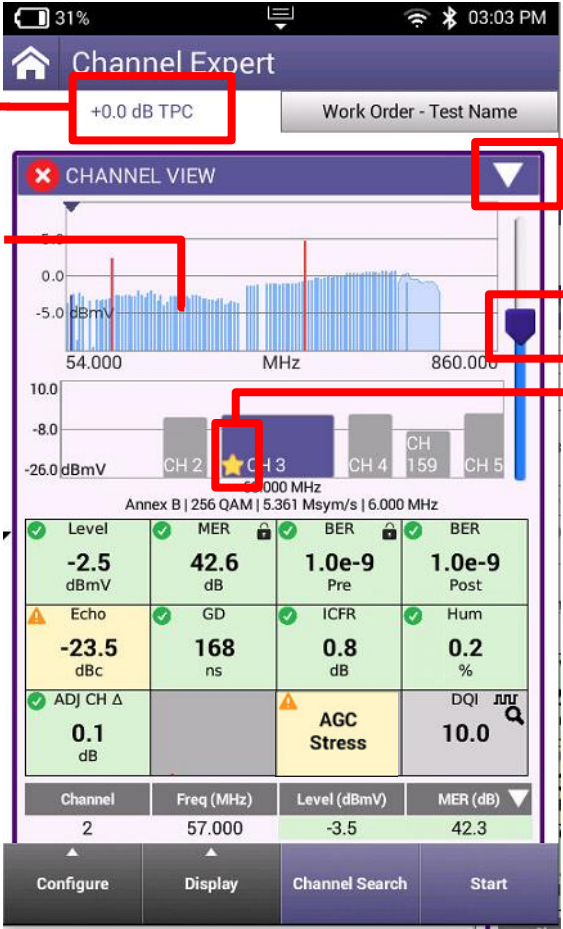 31% 03:03 PM
Channel Expert
+0.0 dB TPC Work Order - Test Name
CHANNEL VIEW
5.0
0.0
-5.0 dBmV
54.000 MHz 860.000
10.0
-8.0
-26.0 dBmV CH 2 CH 3 CH 4 CH 159 CH 5
000 MHz
Annex B | 256 QAM | 5.361 Msym/s | 6.000 MHz
Level MER BER BER
-2.5 42.6 1.0e-9 1.0e-9
dBmV dB Pre Post
Echo GD ICFR Hum
-23.5 168 0.8 0.2
dBc ns dB %
ADJ CH Δ AGC Stress DQI
0.1 10.0
dB
Channel Freq (MHz) Level (dBmV) MER (dB)
2 57.000 -3.5 42.3
Configure Display Channel Search Start